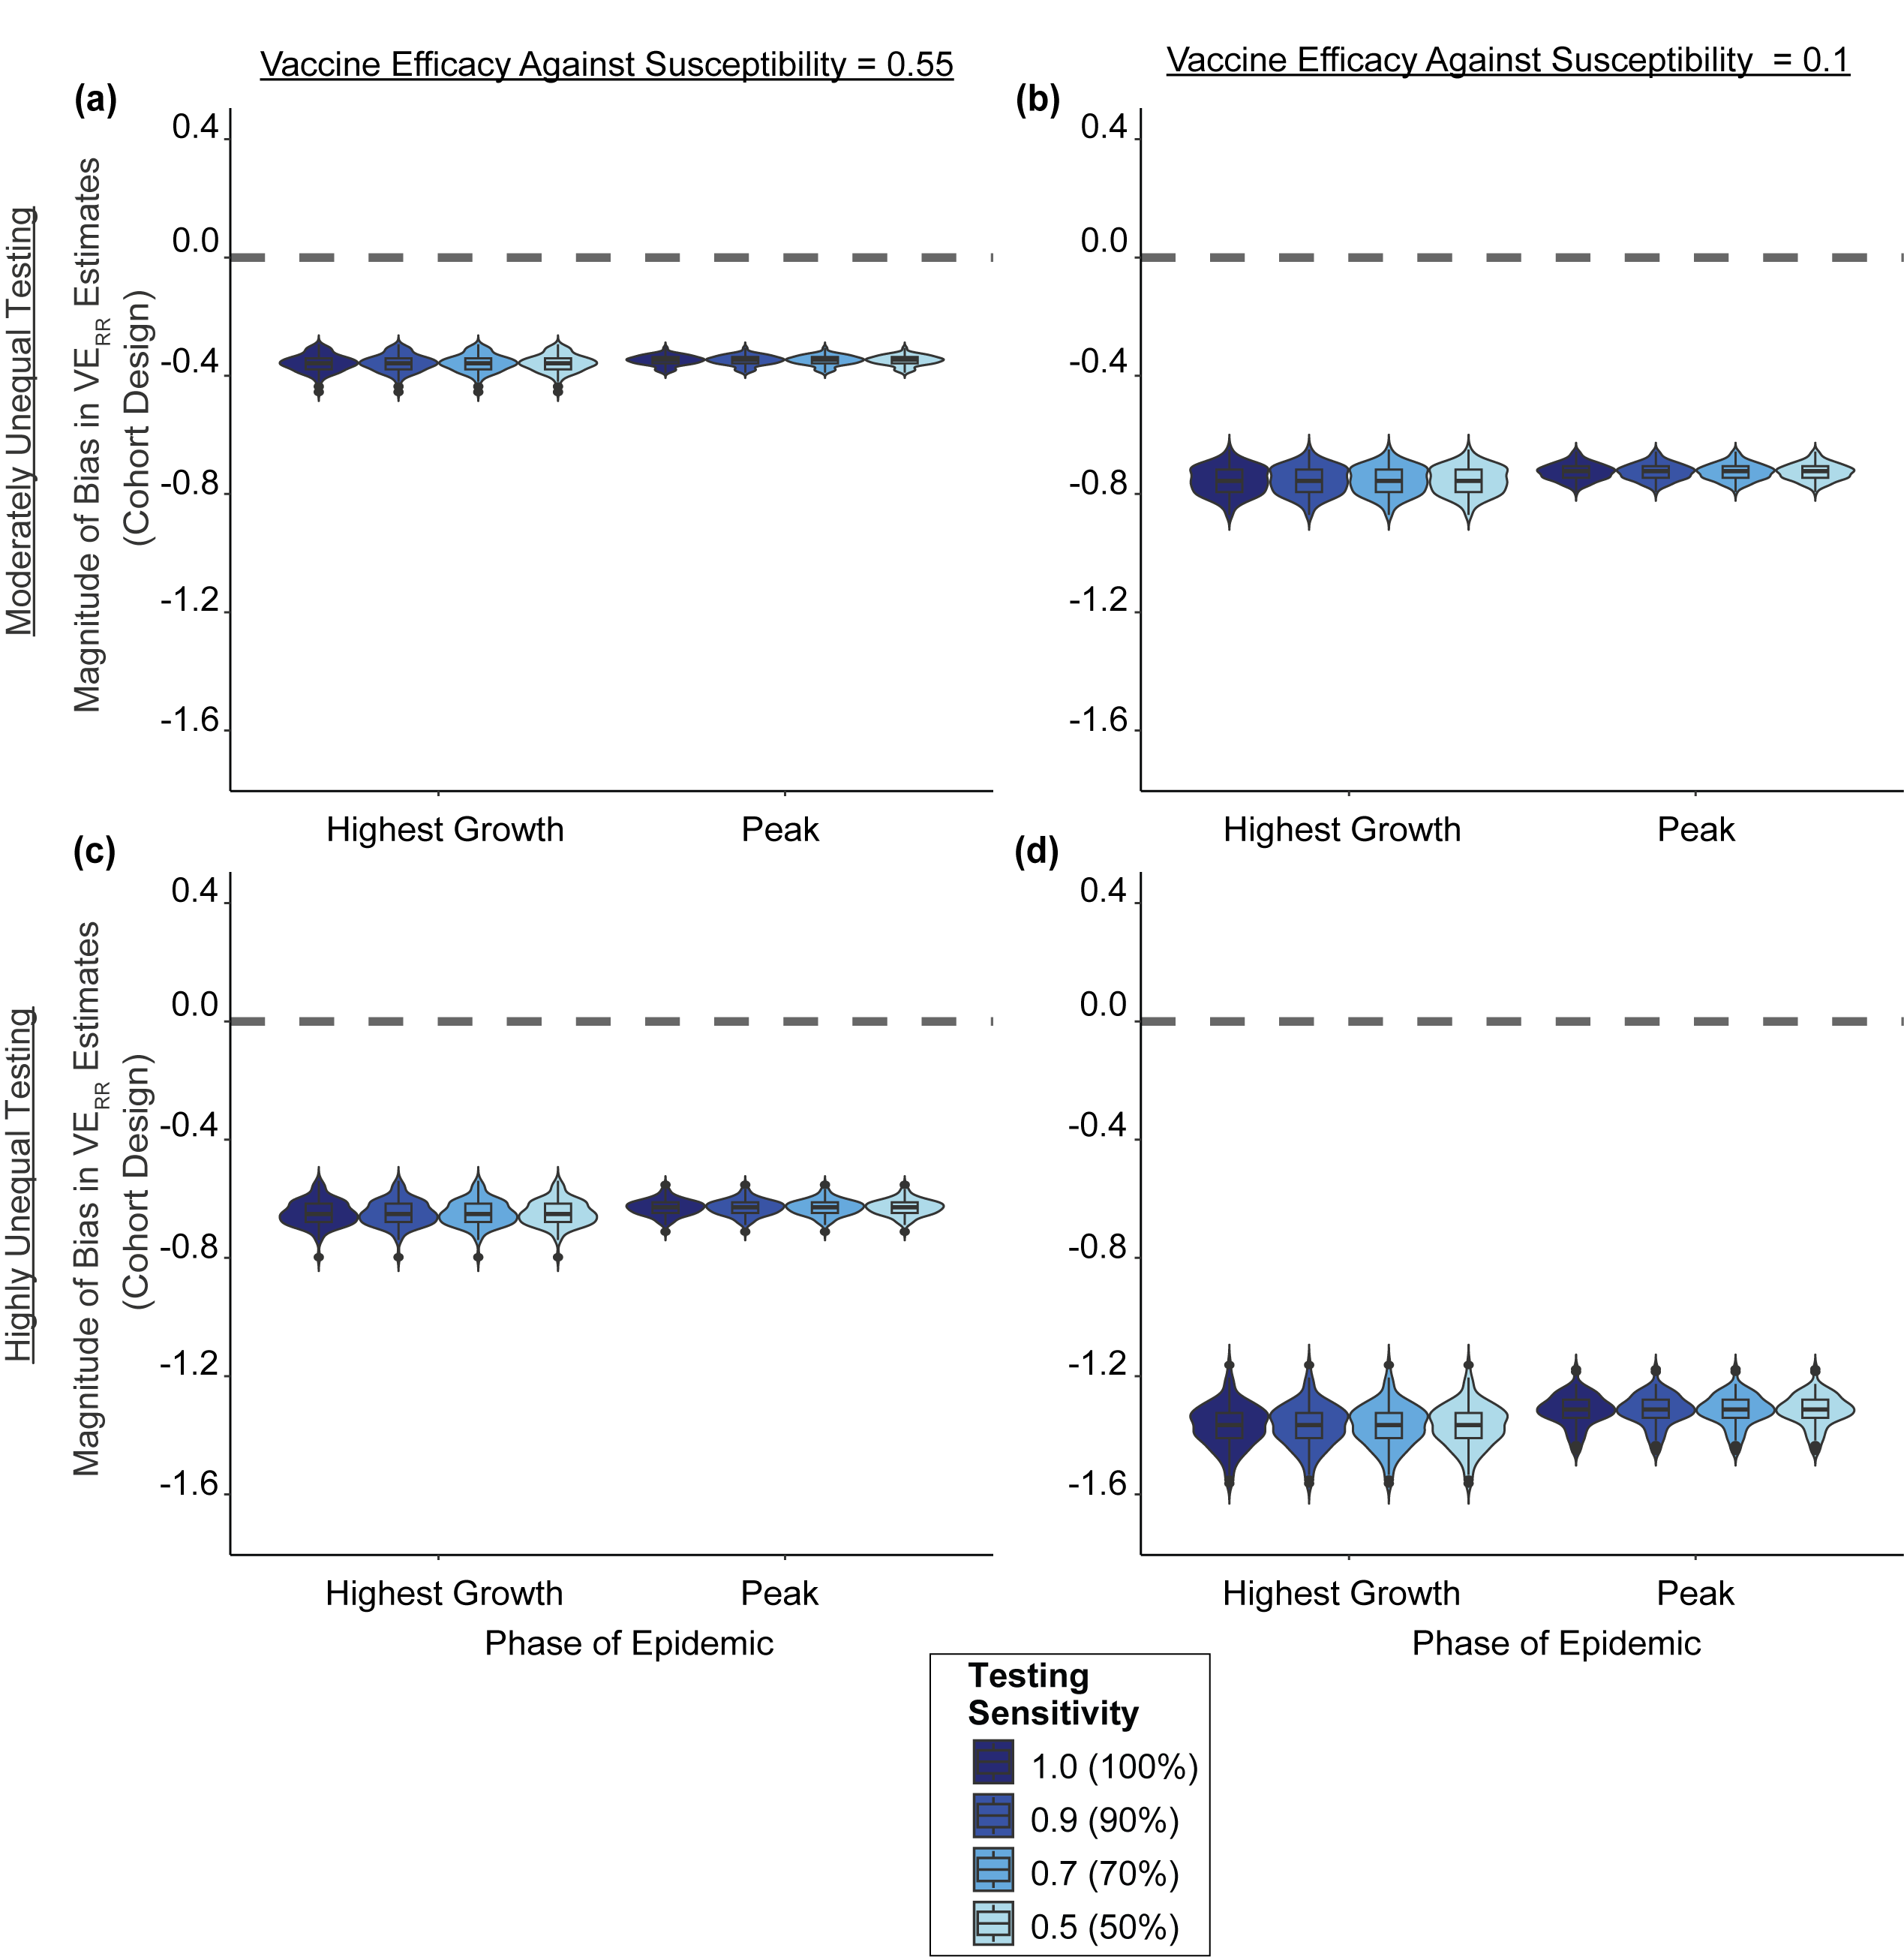 Vaccine Efficacy Against Susceptibility = 0.55
Vaccine Efficacy Against Susceptibility = 0.1
Moderately Unequal Testing
(a)
Magnitude of Bias in VERR Estimates
(Cohort Design)
0.4
0.0
-0.4
-0.8
-1.2
-1.6
Highest Growth
Peak
(b)
0.4
0.0
-0.4
-0.8
-1.2
-1.6
Highest Growth
Peak
Highly Unequal Testing
(c)
Magnitude of Bias in VERR Estimates
(Cohort Design)
0.4
0.0
-0.4
-0.8
-1.2
-1.6
Highest Growth
Peak
Phase of Epidemic
(d)
0.4
0.0
-0.4
-0.8
-1.2
-1.6
Highest Growth
Peak
Phase of Epidemic
Testing
Sensitivity
1.0 (100%)
0.9 (90%)
0.7 (70%)
0.5 (50%)